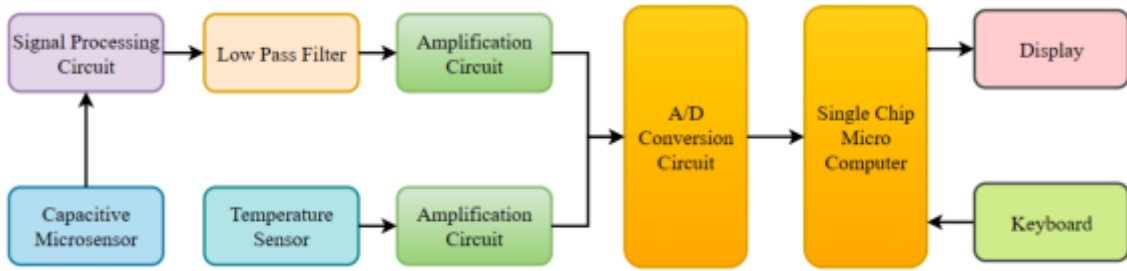 Signal Processing
Circuit
Low Pass Filter
Amplification
Circuit
A/D
Conversion
Circuit
Single Chip
Micro
Computer
Display
Capacitive
Microsensor
Temperature
Sensor
Amplification
Circuit
Keyboard